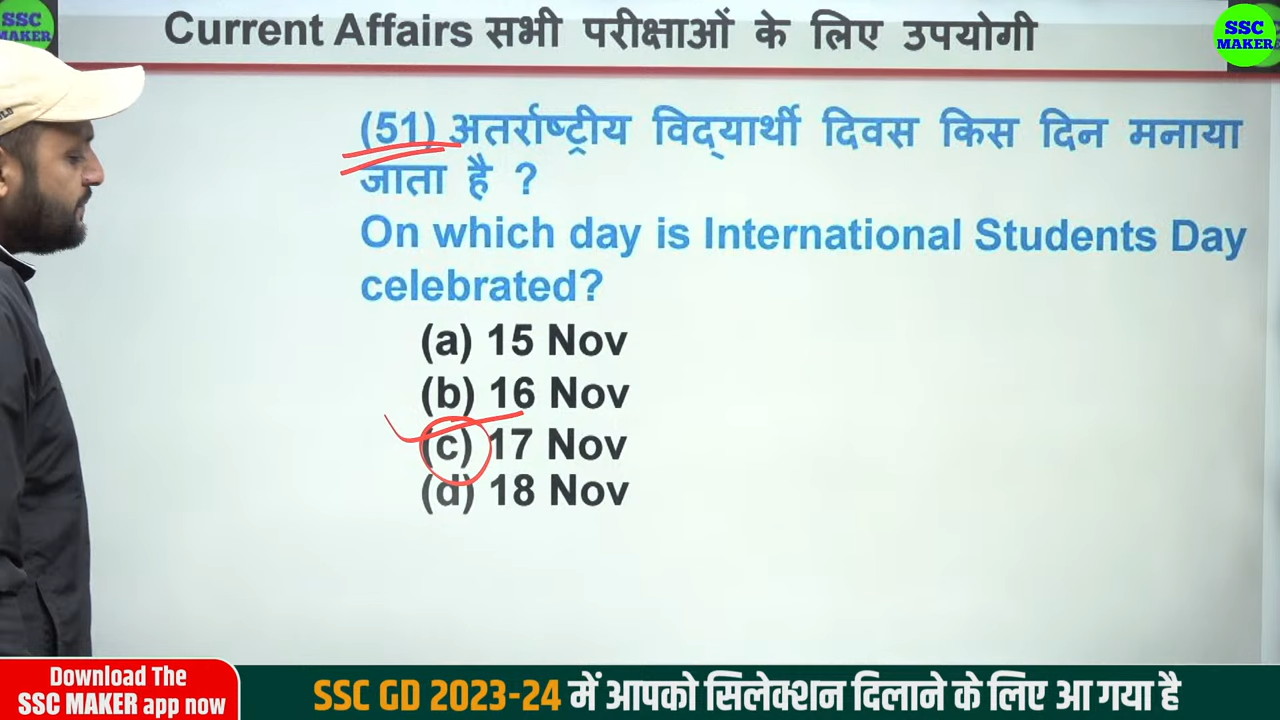 SSC
MAKER
Current Affairs सभी परीक्षाओं के लिए उपयोगी
SSC
MAKER
(51) अतर्राष्ट्रीय विद्यार्थी दिवस किस दिन मनाया
जाता है ?
On which day is International Students Day
celebrated?
(a) 15 Nov
(b) 16 Nov
(c) 17 Nov
(d) 18 Nov
Download The
SSC MAKER app now
SSC GD 2023-24 में आपको सिलेक्शन दिलाने के लिए आ गया है